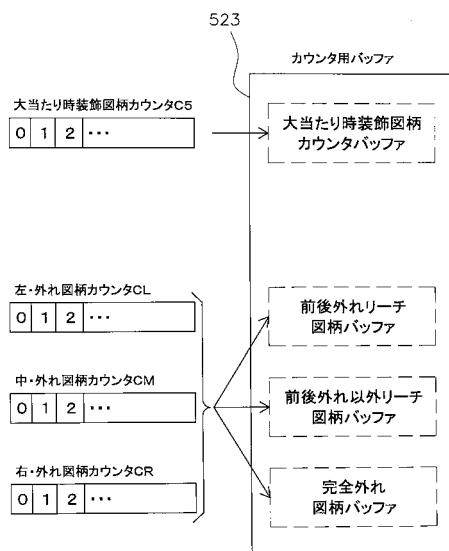 523
カウンタ用バッファ
大当たり時装飾図柄カウンタC5
0 1 2 ・・・
大当たり時装飾図柄
カウンタバッファ
左・外れ図柄カウンタCL
0 1 2 ・・・
前後外れリーチ
図柄バッファ
中・外れ図柄カウンタCM
0 1 2 ・・・
前後外れ以外リーチ
図柄バッファ
右・外れ図柄カウンタCR
0 1 2 ・・・
完全外れ
図柄バッファ